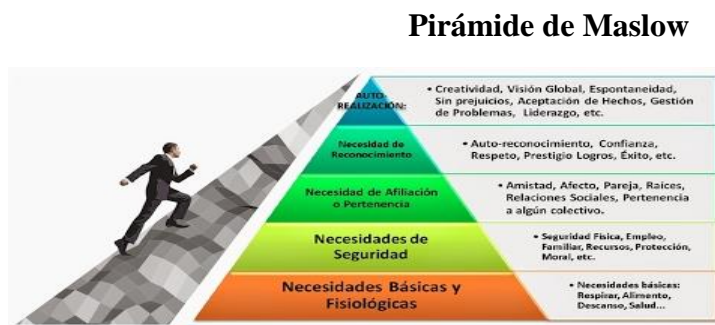 Pirámide de Maslow
AUTO-
REALIZACIÓN:
• Creatividad, Visión Global, Espontaneidad,
Sin prejuicios, Aceptación de Hechos, Gestión
de Problemas, Liderazgo, etc.
Necesidad de
Reconocimiento
• Auto-reconocimiento, Confianza,
Respeto, Prestigio Logros, Éxito, etc.
Necesidad de Afiliación
o Pertenencia
• Amistad, Afecto, Pareja, Raíces,
Relaciones Sociales, Pertenencia
a algún colectivo.
Necesidades de
Seguridad
• Seguridad Física, Empleo,
Familiar, Recursos, Protección,
Moral, etc.
Necesidades Básicas y
Fisiológicas
• Necesidades básicas:
Respirar, Alimento,
Descanso, Salud...